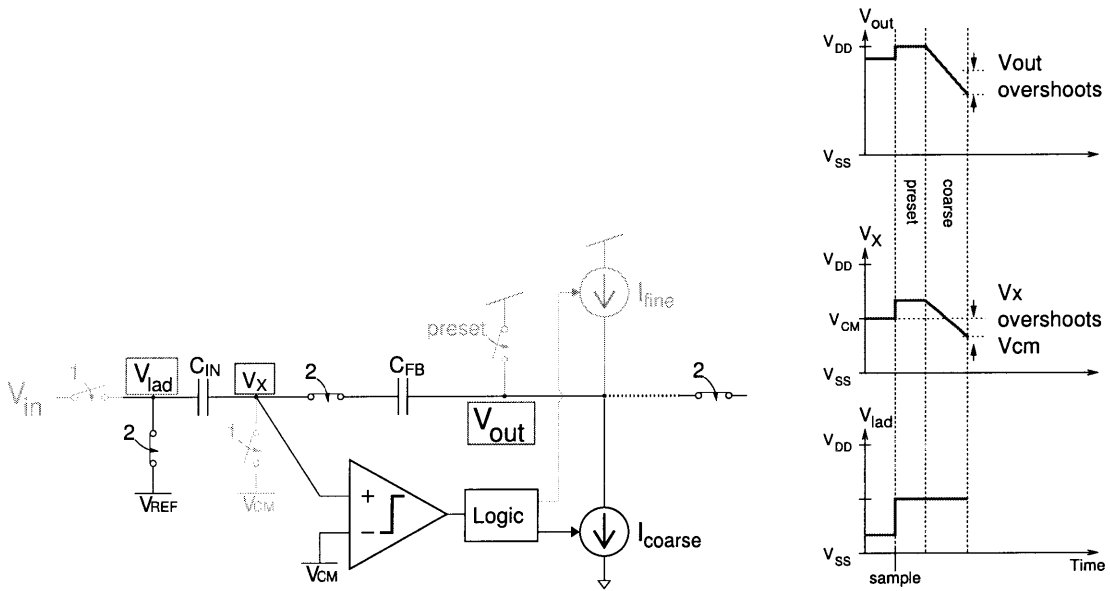 Vin
1
Vlad
CIN
VX
2
CFB
preset
Vout
Ifine
2
2
VREF
1
VCM
+
−
VCM
Logic
Icoarse
Vout
VDD
Vout
overshoots
VSS
preset
coarse
VX
VDD
Vx
VCM
overshoots
Vcm
VSS
Vlad
VDD
VSS
sample
Time